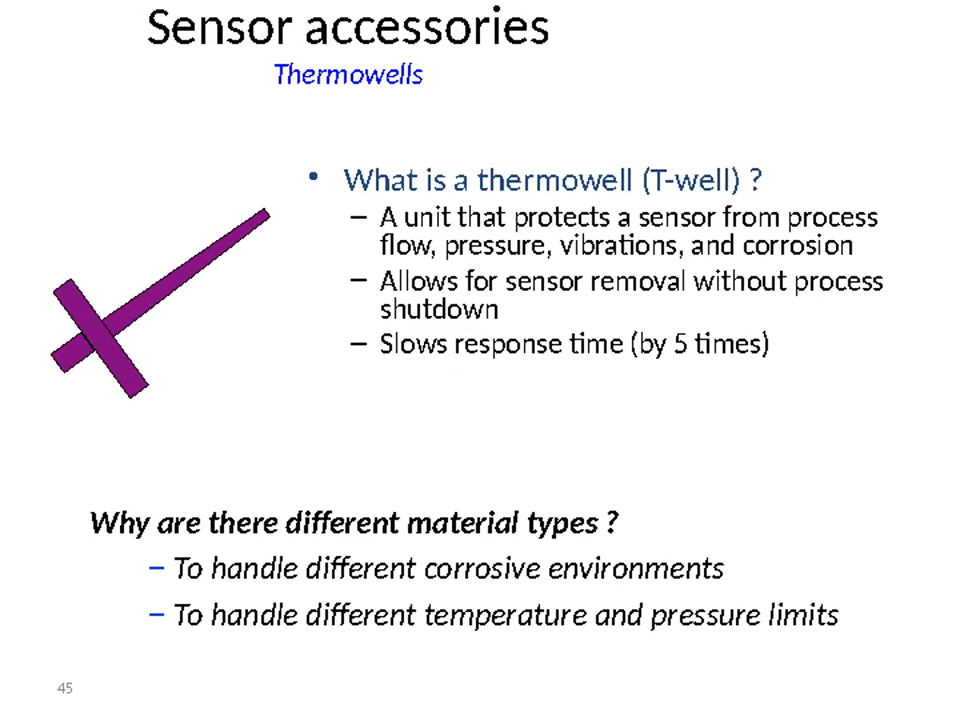 Sensor accessories
Thermowells
• What is a thermowell (T-well) ?
– A unit that protects a sensor from process
flow, pressure, vibrations, and corrosion
– Allows for sensor removal without process
shutdown
– Slows response time (by 5 times)
Why are there different material types ?
– To handle different corrosive environments
– To handle different temperature and pressure limits
45